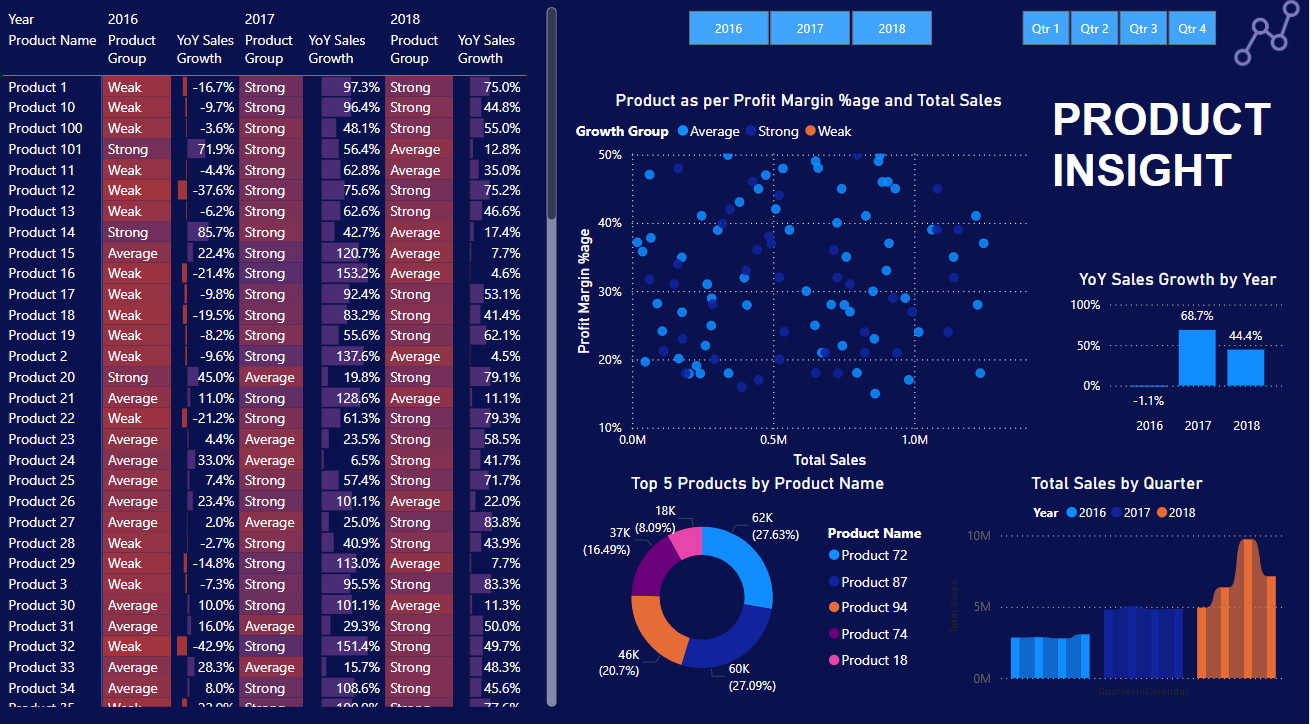 Year 2016 2017 2018
Product Name Product Group YoY Sales Growth Product Group YoY Sales Growth Product Group YoY Sales Growth
Product 1 Weak -16.7% Strong 97.3% Strong 75.0%
Product 10 Weak -9.7% Strong 96.4% Strong 44.8%
Product 100 Weak -3.6% Strong 48.1% Strong 55.0%
Product 101 Strong 71.9% Strong 56.4% Average 12.8%
Product 11 Weak -4.4% Strong 62.8% Average 35.0%
Product 12 Weak -37.6% Strong 75.6% Strong 75.2%
Product 13 Weak -6.2% Strong 62.6% Strong 46.6%
Product 14 Strong 85.7% Strong 42.7% Average 17.4%
Product 15 Average 22.4% Strong 120.7% Average 7.7%
Product 16 Weak -21.4% Strong 153.2% Average 4.6%
Product 17 Weak -9.8% Strong 92.4% Strong 53.1%
Product 18 Weak -19.5% Strong 83.2% Strong 41.4%
Product 19 Weak -8.2% Strong 55.6% Strong 62.1%
Product 2 Weak -9.6% Strong 137.6% Average 4.5%
Product 20 Strong 45.0% Average 19.8% Strong 79.1%
Product 21 Average 11.0% Strong 128.6% Average 11.1%
Product 22 Weak -21.2% Strong 61.3% Strong 79.3%
Product 23 Average 4.4% Average 23.5% Strong 58.5%
Product 24 Average 33.0% Average 6.5% Strong 41.7%
Product 25 Average 7.4% Strong 57.4% Strong 71.7%
Product 26 Average 23.4% Strong 101.1% Average 22.0%
Product 27 Average 2.0% Average 25.0% Strong 83.8%
Product 28 Weak -2.7% Strong 40.9% Strong 43.9%
Product 29 Weak -14.8% Strong 113.0% Average 7.7%
Product 3 Weak -7.3% Strong 95.5% Strong 83.3%
Product 30 Average 10.0% Strong 101.1% Average 11.3%
Product 31 Average 16.0% Average 29.3% Strong 50.0%
Product 32 Weak -42.9% Strong 151.4% Strong 49.7%
Product 33 Average 28.3% Average 15.7% Strong 48.3%
Product 34 Average 8.0% Strong 108.6% Strong 45.6%
2016 2017 2018
Qtr 1 Qtr 2 Qtr 3 Qtr 4
PRODUCT
INSIGHT
Product as per Profit Margin %age and Total Sales
Growth Group Average Strong Weak
Profit Margin %age
50%
40%
30%
20%
10%
0.0M 0.5M 1.0M
Total Sales
YoY Sales Growth by Year
100%
50%
0%
68.7%
44.4%
-1.1%
2016 2017 2018
Top 5 Products by Product Name
18K
(8.09%)
62K
(27.63%)
37K
(16.49%)
46K
(20.7%)
60K
(27.09%)
Product Name
Product 72
Product 87
Product 94
Product 74
Product 18
Total Sales by Quarter
Year 2016 2017 2018
Total Sales
10M
5M
0M
QuarterInCalendar